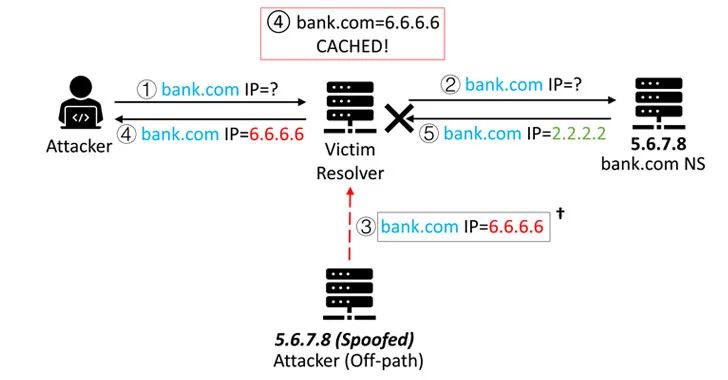 ④ bank.com=6.6.6.6
CACHED!
① bank.com IP=?
② bank.com IP=?
④ bank.com IP=6.6.6.6
⑤ bank.com IP=2.2.2.2
Attacker
Victim
Resolver
5.6.7.8
bank.com NS
③ bank.com IP=6.6.6.6 †
5.6.7.8 (Spoofed)
Attacker (Off-path)